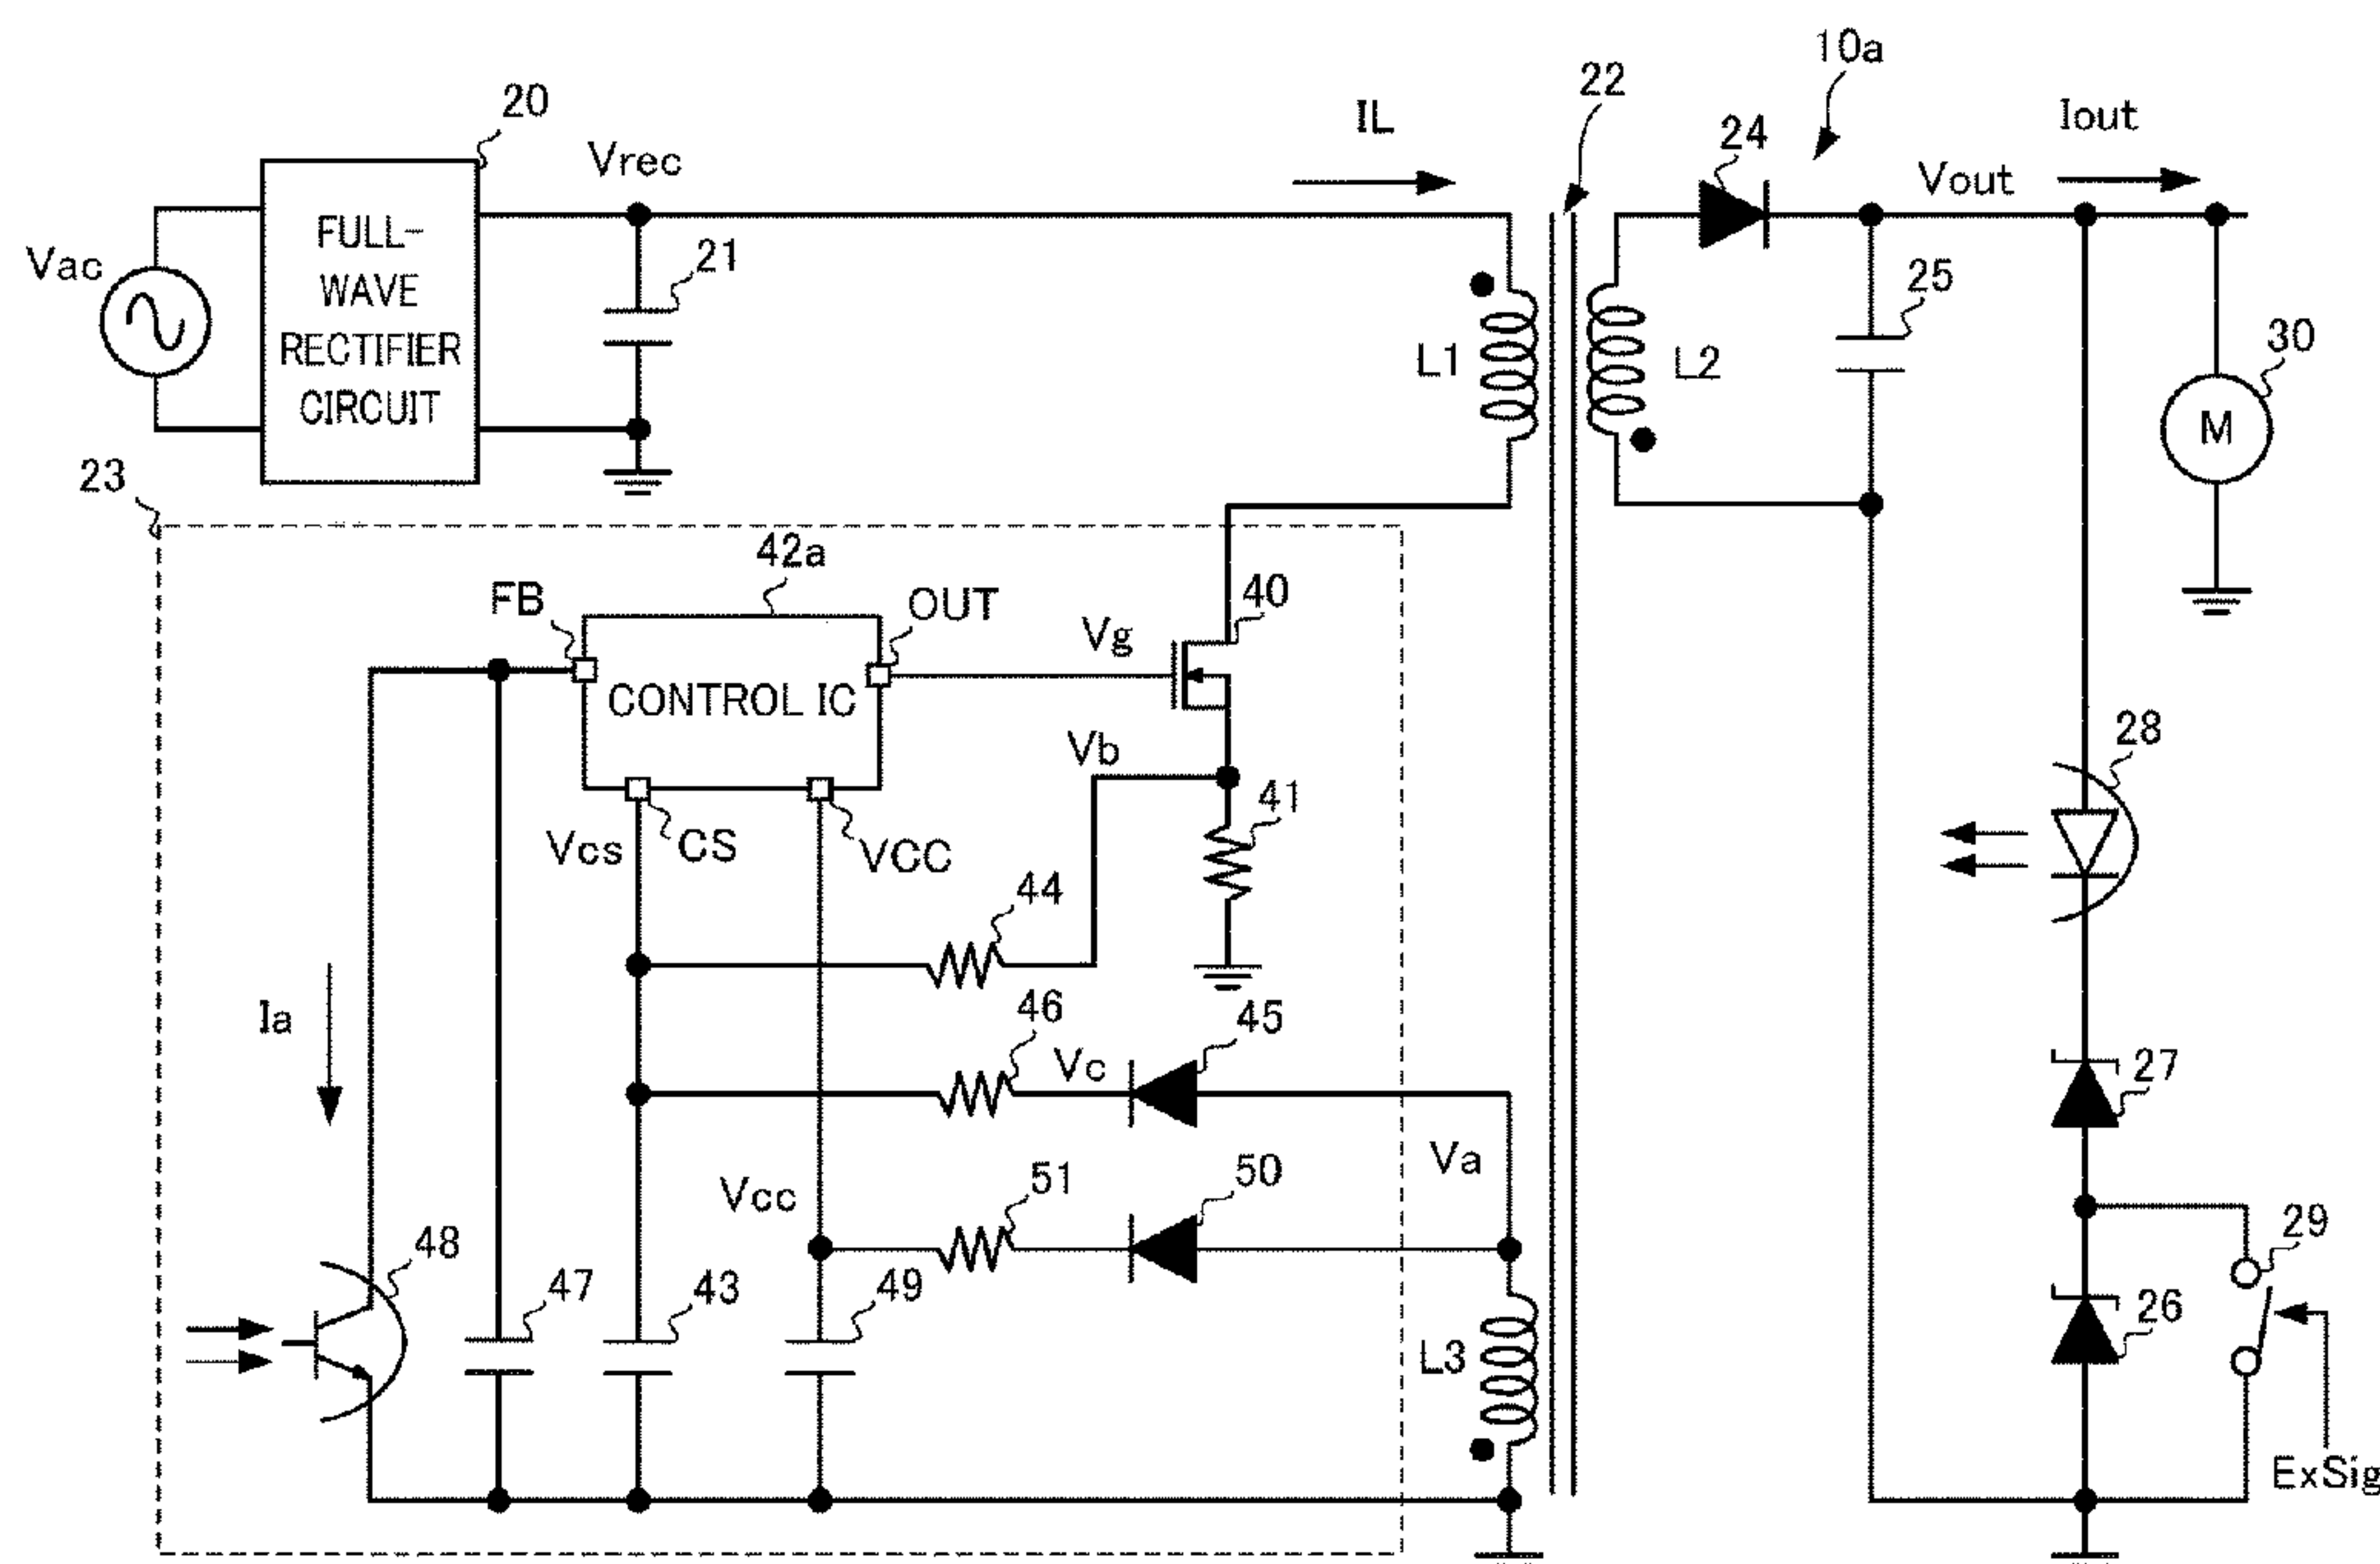 10a
22
IL
Iout
20
24
Vrec
Vout
FULL-
WAVE
RECTIFIER
CIRCUIT
Vac
21
25
30
L1
L2
M
23
42a
FB
OUT
40
Vg
CONTROL IC
28
Vb
41
Vcs
CS
VCC
44
46
45
Ia
Vc
27
Va
51
50
Vcc
29
48
47
43
49
26
L3
ExSig